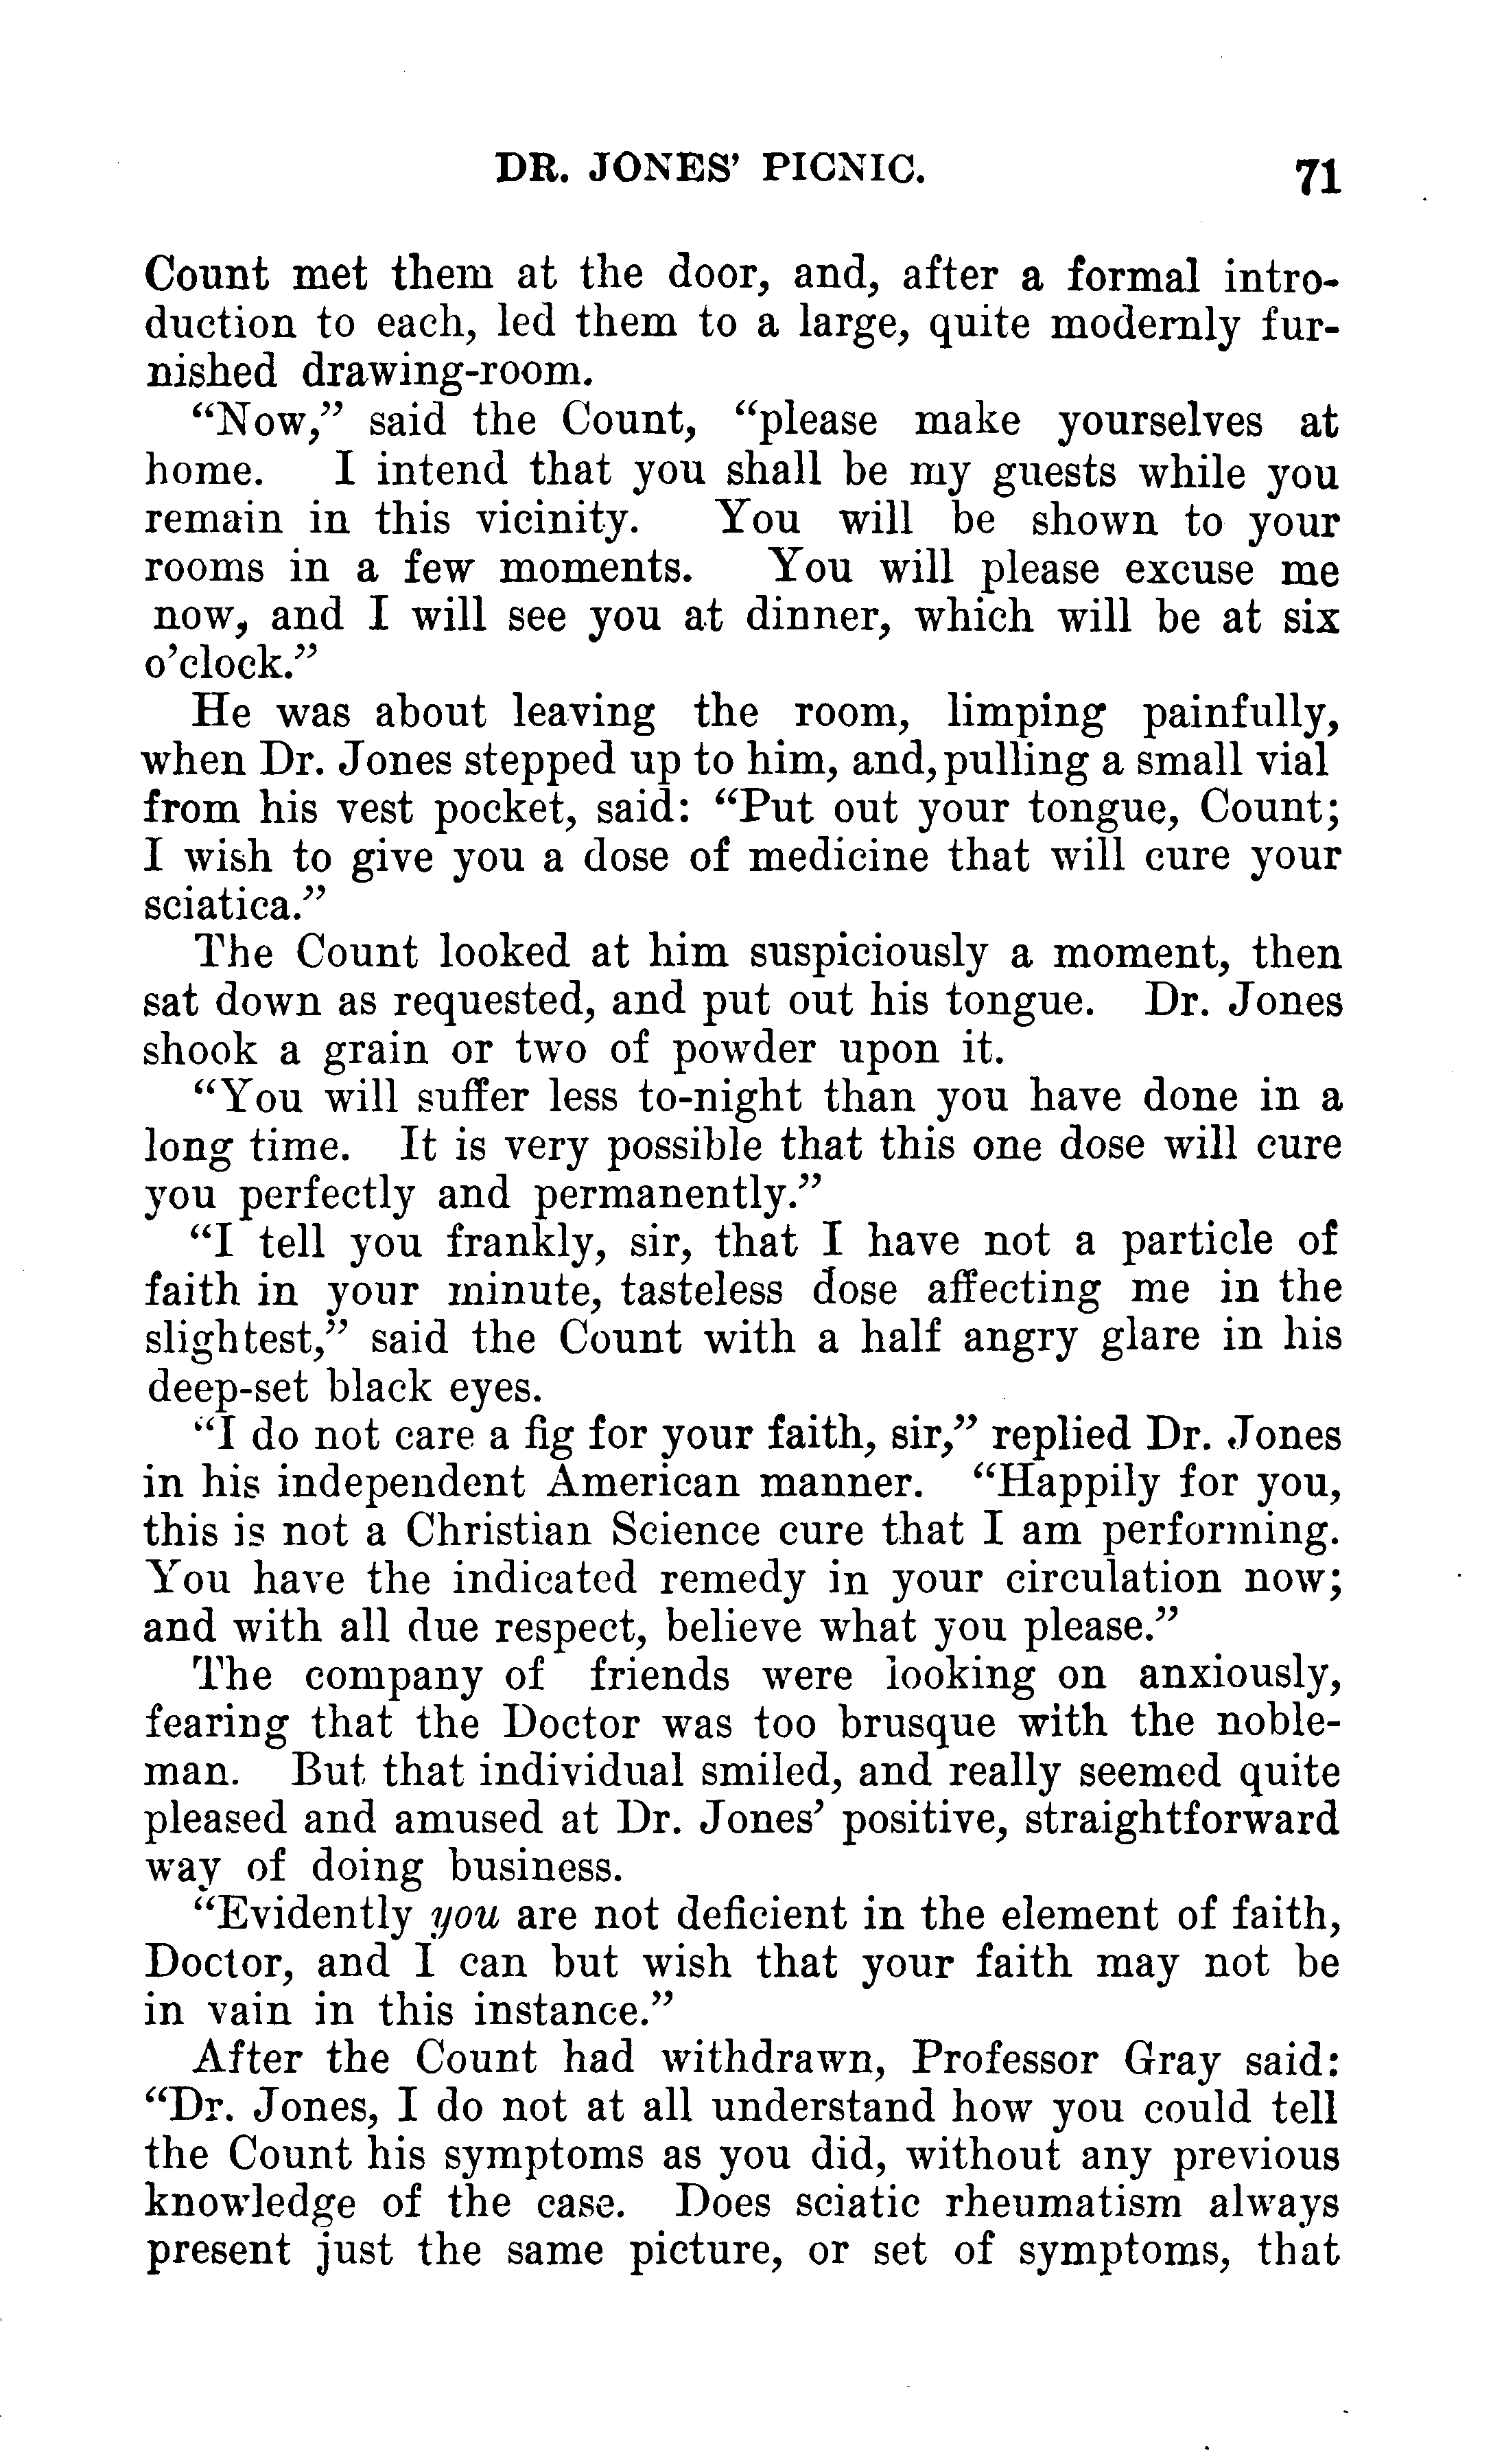 DR. JONES' PICNIC. 71
Count met them at the door, and, after a formal intro-
duction to each, led them to a large, quite modernly fur-
nished drawing-room.
“Now,” said the Count, “please make yourselves at
home. I intend that you shall be my guests while you
remain in this vicinity. You will be shown to your
rooms in a few moments. You will please excuse me
now, and I will see you at dinner, which will be at six
o’clock.”
He was about leaving the room, limping painfully,
when Dr. Jones stepped up to him, and, pulling a small vial
from his vest pocket, said: “Put out your tongue, Count;
I wish to give you a dose of medicine that will cure your
sciatica.”
The Count looked at him suspiciously a moment, then
sat down as requested, and put out his tongue. Dr. Jones
shook a grain or two of powder upon it.
“You will suffer less to-night than you have done in a
long time. It is very possible that this one dose will cure
you perfectly and permanently.”
“I tell you frankly, sir, that I have not a particle of
faith in your minute, tasteless dose affecting me in the
slightest,” said the Count with a half angry glare in his
deep-set black eyes.
“I do not care a fig for your faith, sir,” replied Dr. Jones
in his independent American manner. “Happily for you,
this is not a Christian Science cure that I am performing.
You have the indicated remedy in your circulation now;
and with all due respect, believe what you please.”
The company of friends were looking on anxiously,
fearing that the Doctor was too brusque with the noble-
man. But that individual smiled, and really seemed quite
pleased and amused at Dr. Jones’ positive, straightforward
way of doing business.
“Evidently you are not deficient in the element of faith,
Doctor, and I can but wish that your faith may not be
in vain in this instance.”
After the Count had withdrawn, Professor Gray said:
“Dr. Jones, I do not at all understand how you could tell
the Count his symptoms as you did, without any previous
knowledge of the case. Does sciatic rheumatism always
present just the same picture, or set of symptoms, that